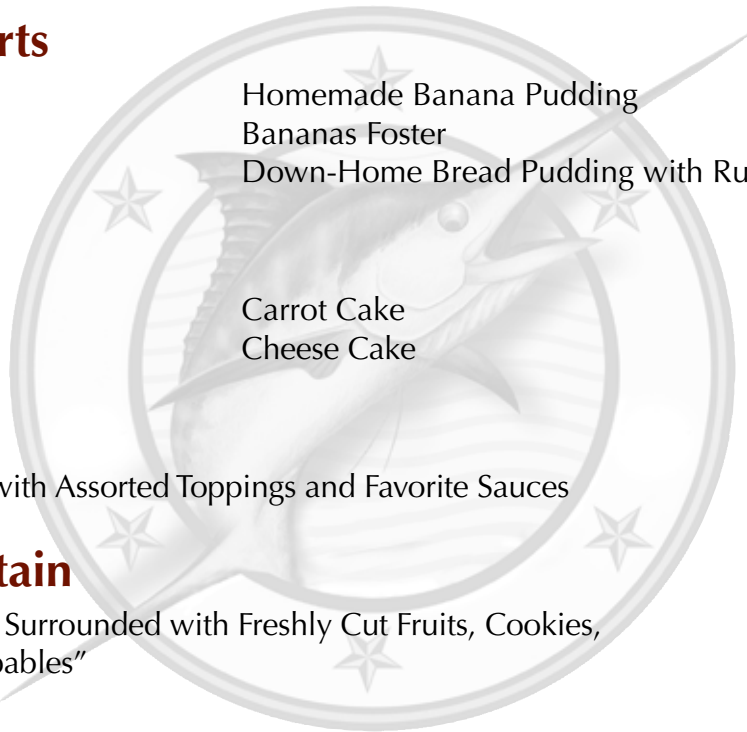 rts
Homemade Banana Pudding
Bananas Foster
Down-Home Bread Pudding with Ru
Carrot Cake
Cheese Cake
with Assorted Toppings and Favorite Sauces
tain
Surrounded with Freshly Cut Fruits, Cookies,
pables”